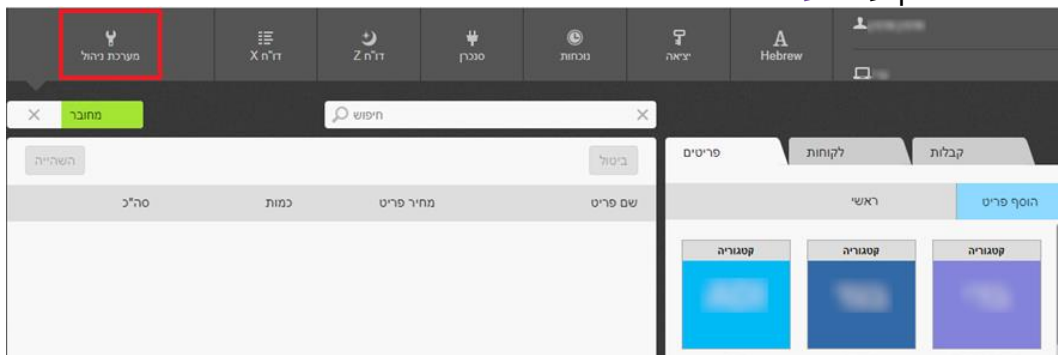 Hebrew
יציאה
נוכחות
סנכרן
דו"ח Z
דו"ח X
מערכת ניהול
חיפוש
מחובר
קבלות
לקוחות
פריטים
ביטול
השהייה
הוסף פריט
ראשי
שם פריט
מחיר פריט
כמות
סה"כ
קטגוריה
קטגוריה
קטגוריה